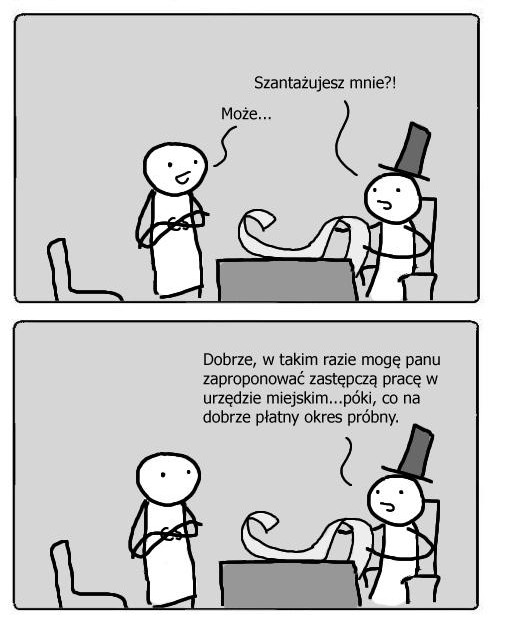 Szantażujesz mnie?!
Może...
Dobrze, w takim razie mogę panu
zaproponować zastępczą pracę w
urzędzie miejskim...póki, co na
dobrze płatny okres próbny.